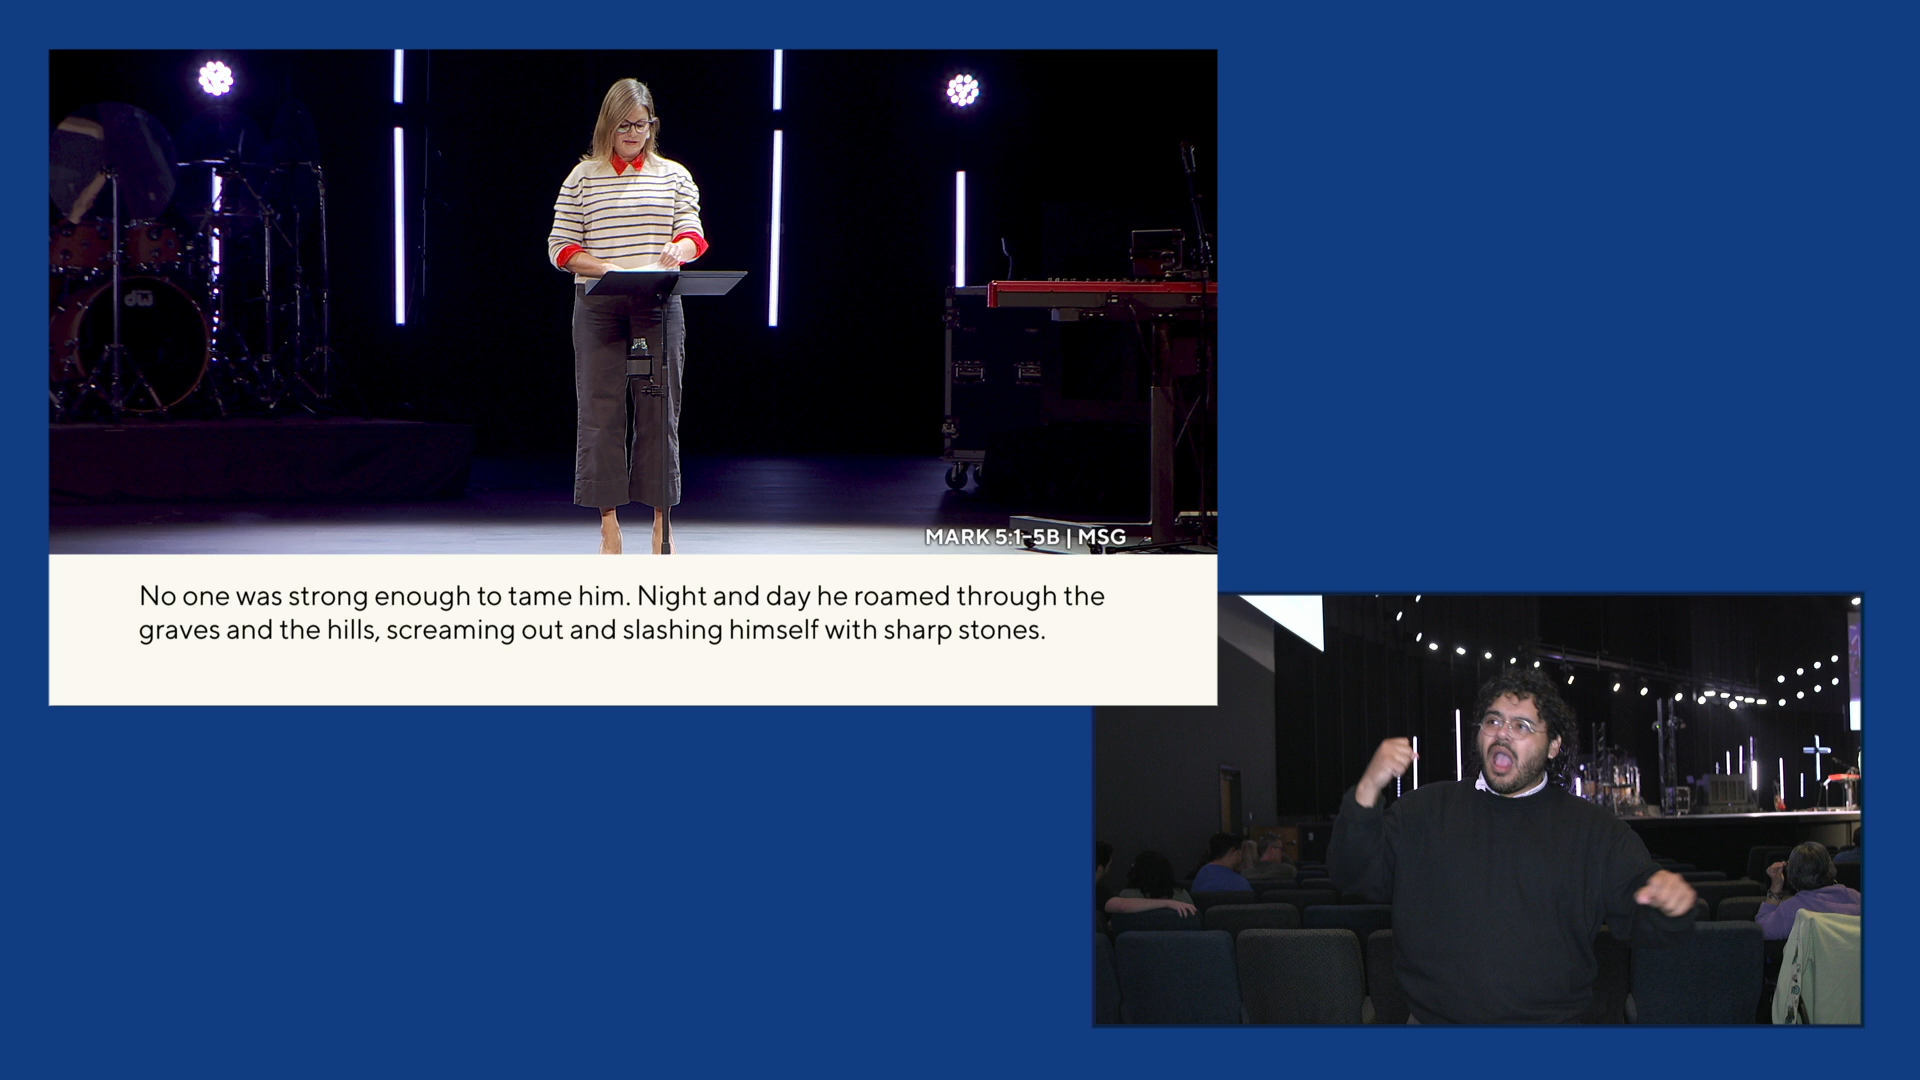 dw
MARK 5:1-5B | MSG
No one was strong enough to tame him. Night and day he roamed through the
graves and the hills, screaming out and slashing himself with sharp stones.